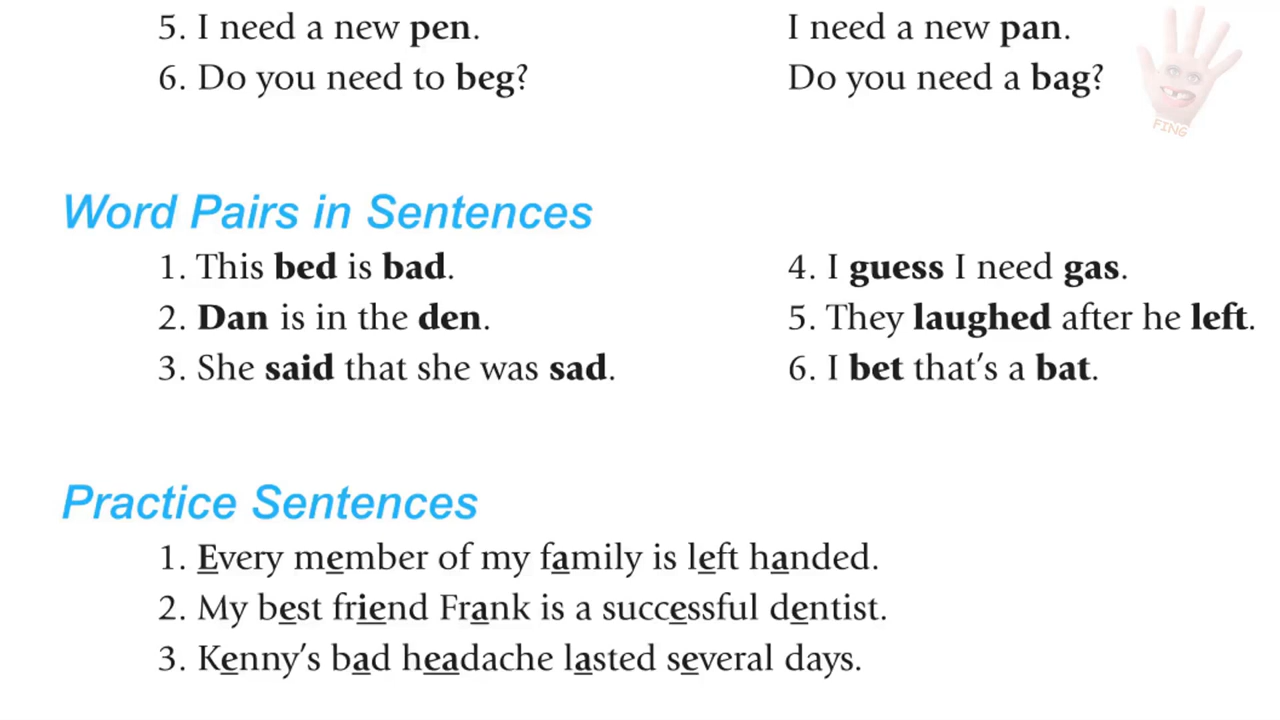 5. I need a new pen. I need a new pan.
6. Do you need to beg? Do you need a bag?
FING
Word Pairs in Sentences
1. This bed is bad. 4. I guess I need gas.
2. Dan is in the den. 5. They laughed after he left.
3. She said that she was sad. 6. I bet that's a bat.
Practice Sentences
1. Every member of my family is left handed.
2. My best friend Frank is a successful dentist.
3. Kenny's bad headache lasted several days.